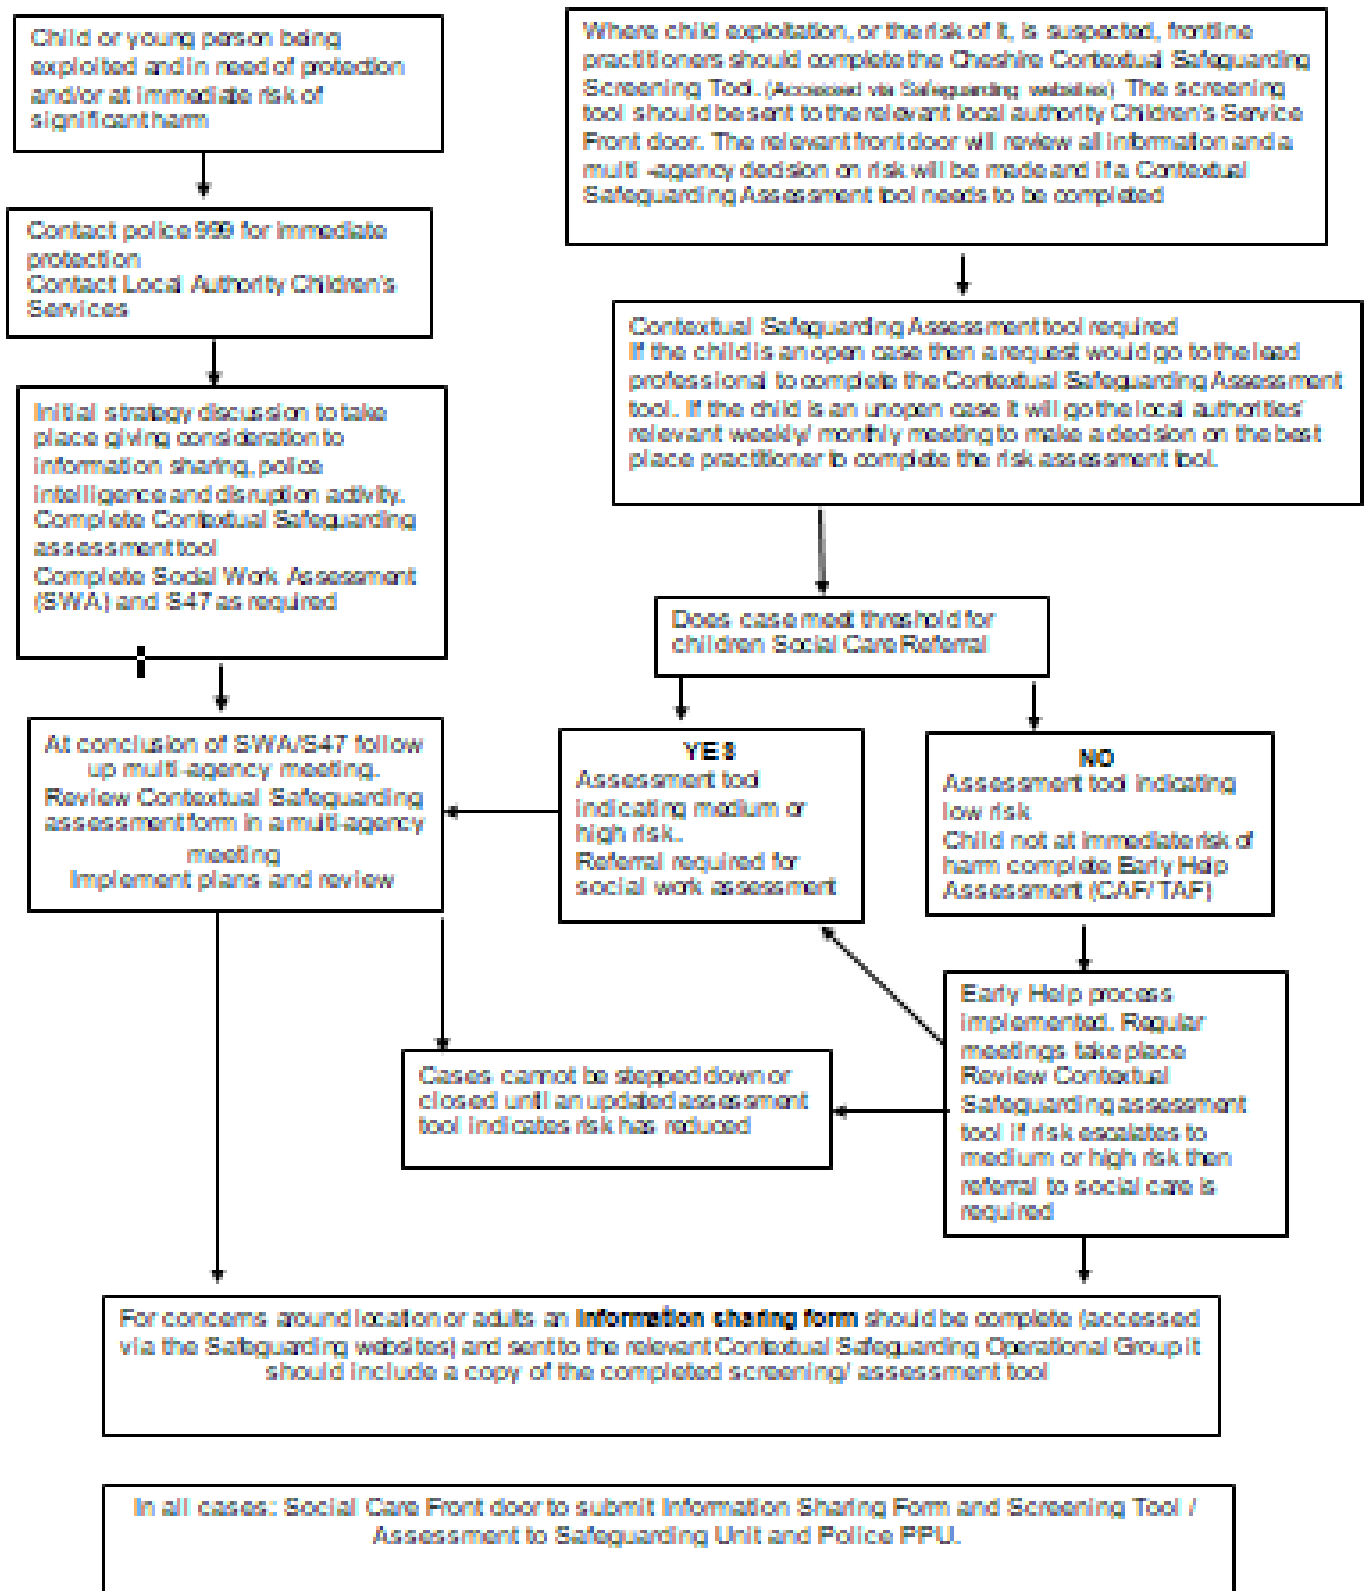 Child or young person being
exploited and in need of protection
and/or at immediate risk of
significant harm
Contact police 999 for immediate
protection
Contact Local Authority Children's
Services
Initial strategy discussion to take
place giving consideration to
information sharing, police
intelligence and disruption activity.
Complete Contextual Safeguarding
assessment tool
Complete Social Work Assessment
(SWA) and S47 as required
At conclusion of SWA/S47 follow
up multi-agency meeting.
Review Contextual Safeguarding
assessment form in a multi-agency
meeting
Implement plans and review
Where child exploitation, or the risk of it, is suspected, frontline
practitioners should complete the Cheshire Contextual Safeguarding
Screening Tool. (Accessed via Safeguarding websites) The screening
tool should be sent to the relevant local authority Children's Service
Front door. The relevant front door will review all information and a
multi -agency decision on risk will be made and if a Contextual
Safeguarding Assessment tool needs to be completed
Contextual Safeguarding Assessment tool required
If the child is an open case then a request would go to the lead
professional to complete the Contextual Safeguarding Assessment
tool. If the child is an unopen case it will go the local authorities'
relevant weekly/ monthly meeting to make a decision on the best
place practitioner to complete the risk assessment tool.
Does case meet threshold for
children Social Care Referral
YES
Assessment tool
indicating medium or
high risk.
Referral required for
social work assessment
NO
Assessment tool indicating
low risk
Child not at immediate risk of
harm complete Early Help
Assessment (CAF/ TAF)
Early Help process
implemented. Regular
meetings take place
Review Contextual
Safeguarding assessment
tool if risk escalates to
medium or high risk then
referral to social care is
required
Cases cannot be stepped down or
closed until an updated assessment
tool indicates risk has reduced
For concerns around location or adults an information sharing form should be complete (accessed
via the Safeguarding websites) and sent to the relevant Contextual Safeguarding Operational Group it
should include a copy of the completed screening/ assessment tool
In all cases: Social Care Front door to submit Information Sharing Form and Screening Tool /
Assessment to Safeguarding Unit and Police PPU.